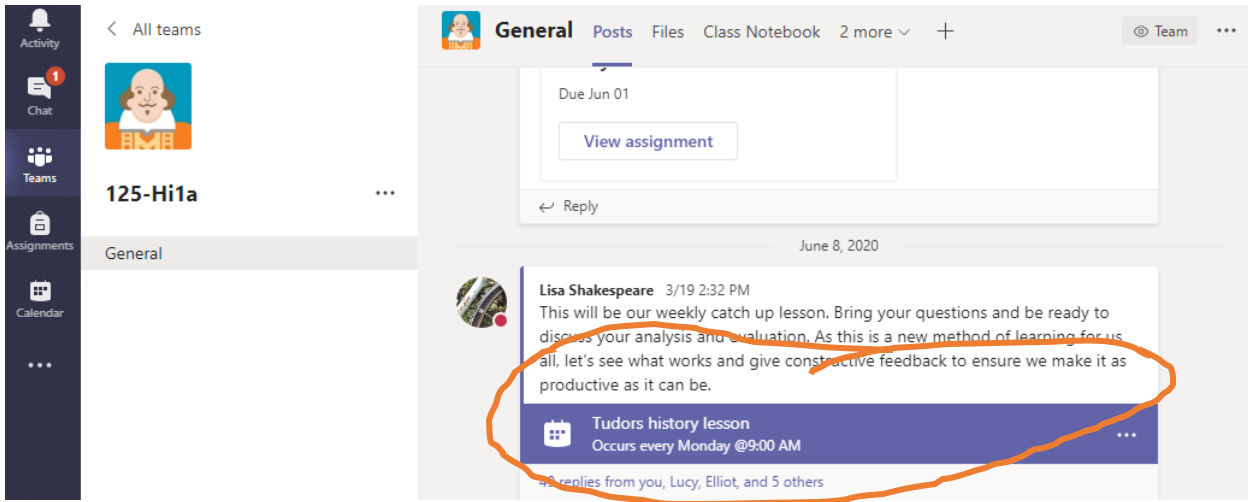 Activity
1
Chat
Teams
Assignments
Calendar
All teams
125-Hi1a
General
General Posts Files Class Notebook 2 more
Team
Due Jun 01
View assignment
Reply
June 8, 2020
Lisa Shakespeare 3/19 2:32 PM
This will be our weekly catch up lesson. Bring your questions and be ready to
discuss your analysis and evaluation. As this is a new method of learning for us
all, let's see what works and give constructive feedback to ensure we make it as
productive as it can be.
Tudors history lesson
Occurs every Monday @9:00 AM
replies from you, Lucy, Elliot, and 5 others